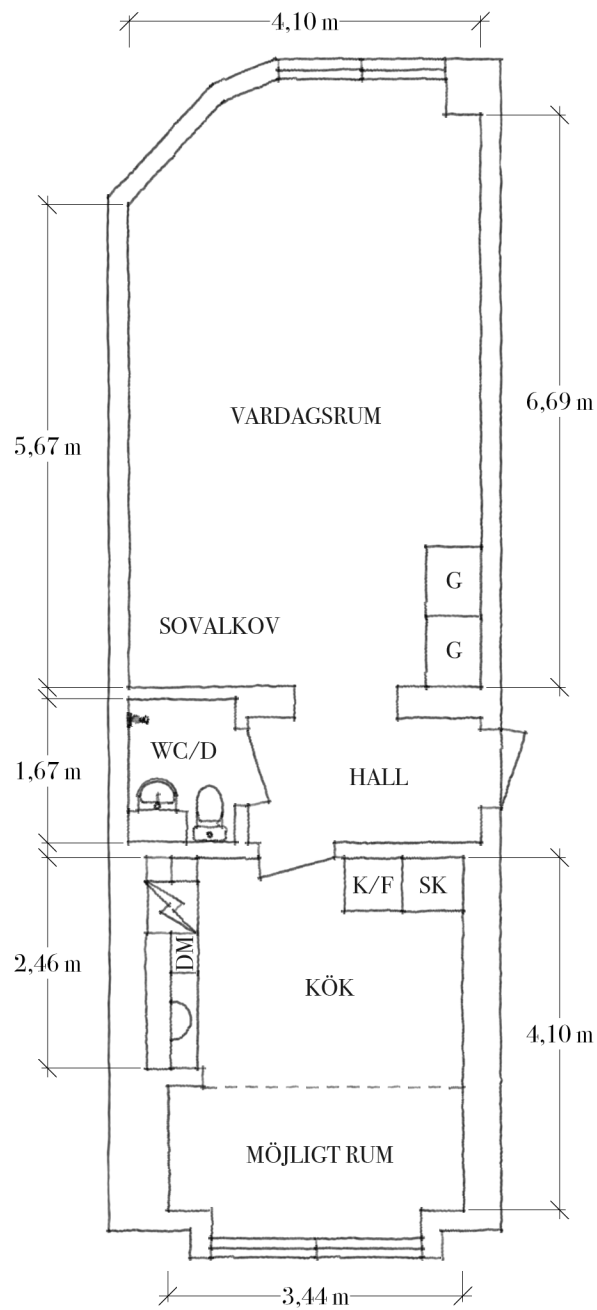 4,10 m
6,69 m
VARDAGSRUM
5,67 m
G
SOVALKOV
G
WC/D
1,67 m
HALL
K/F
SK
DM
2,46 m
KÖK
4,10 m
MÖJLIGT RUM
3,44 m